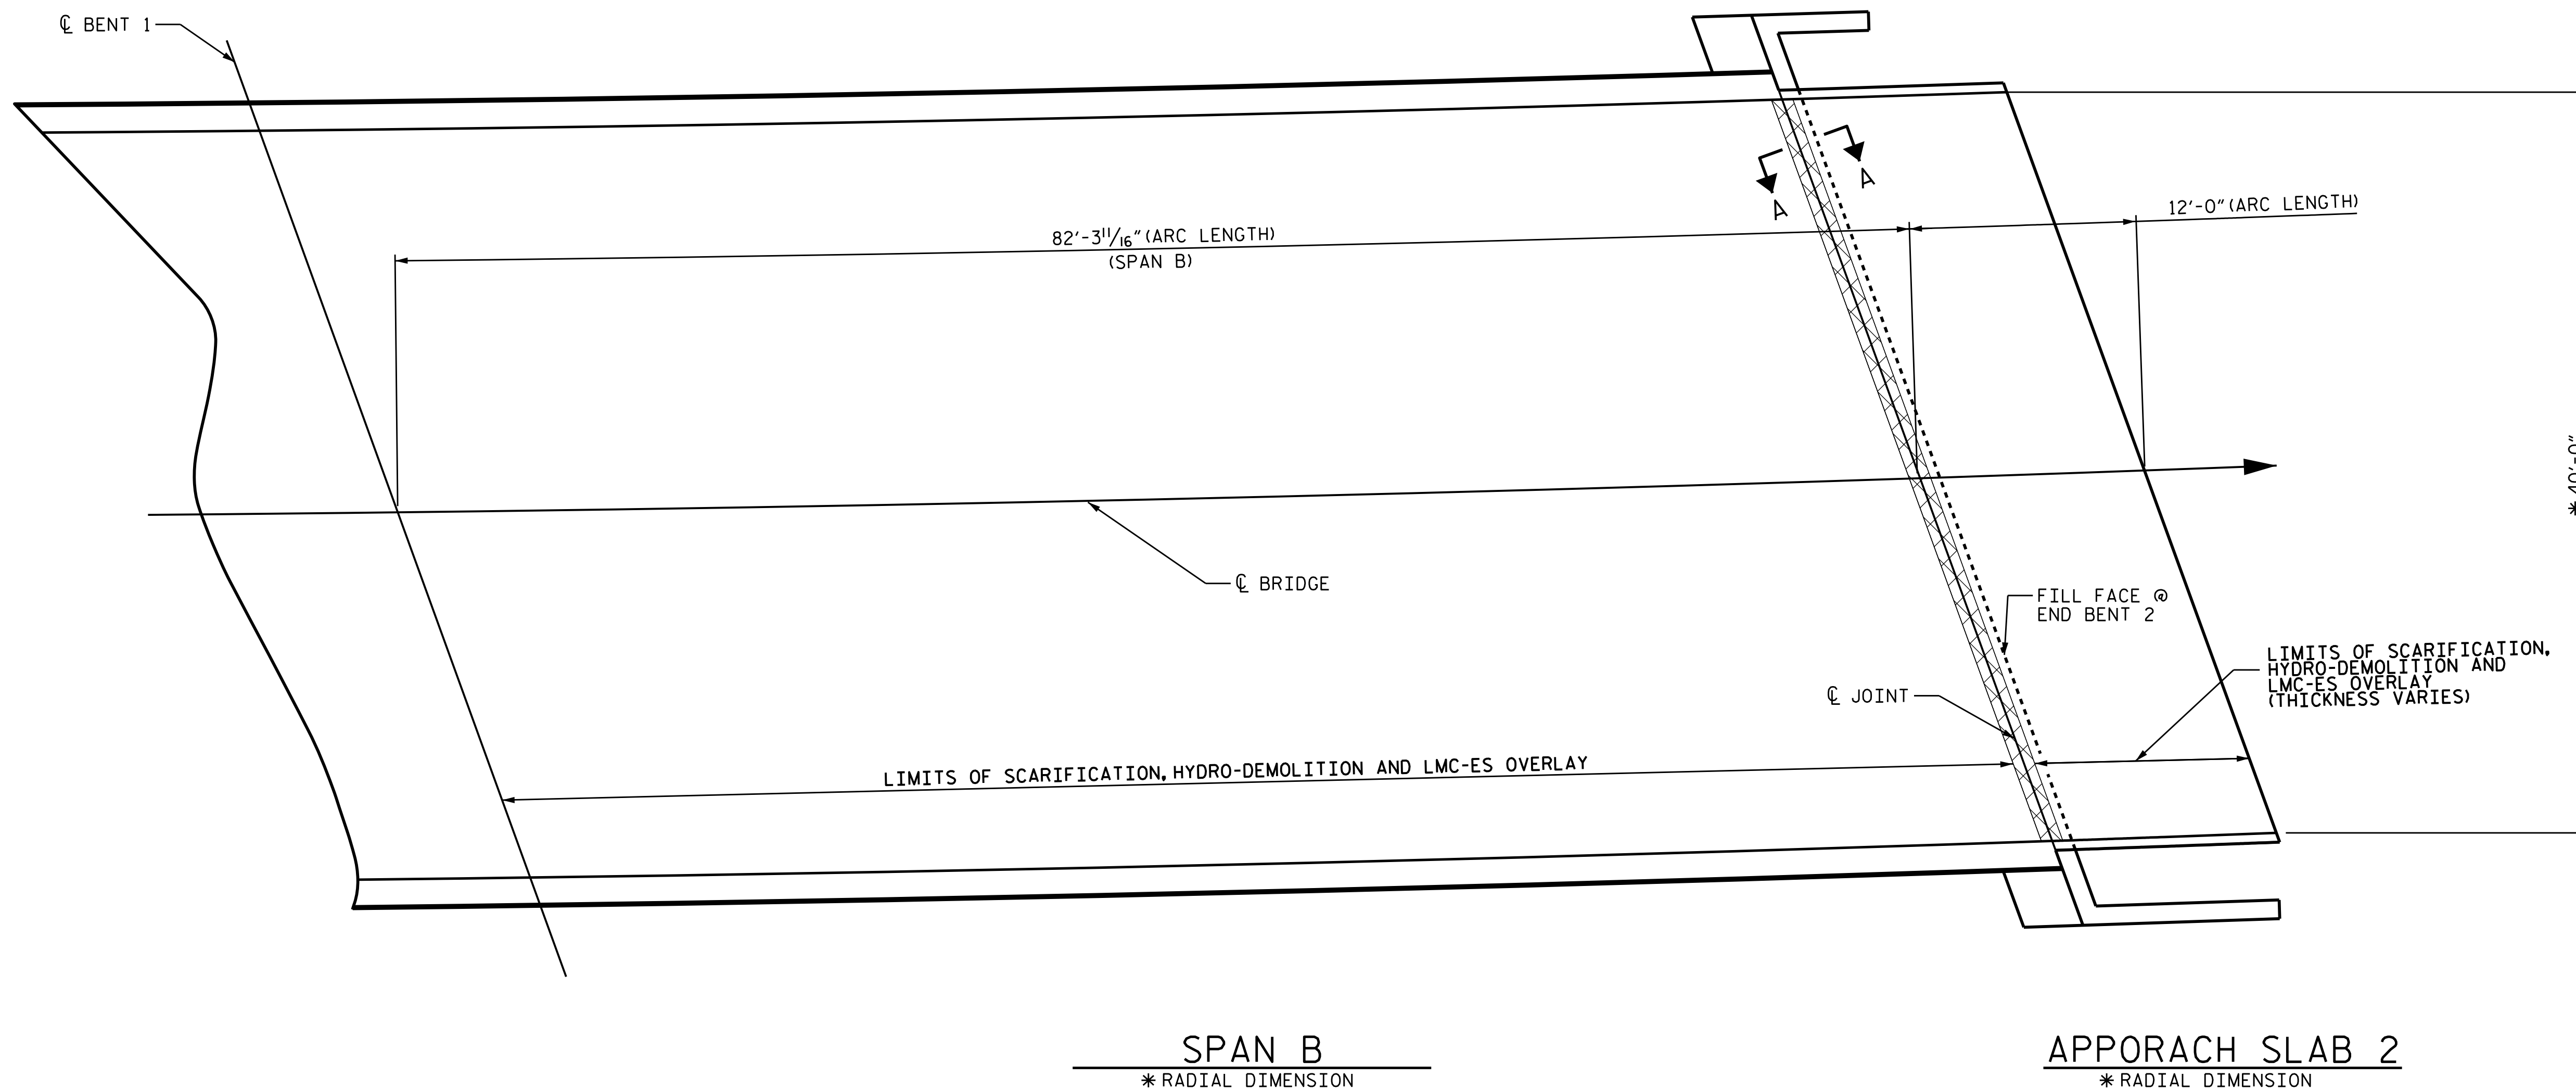 ℄ BENT 1
A
A
12'-0" (ARC LENGTH)
82'-3 11/16" (ARC LENGTH)
(SPAN B)
* 40'-0"
℄ BRIDGE
FILL FACE @
END BENT 2
LIMITS OF SCARIFICATION,
HYDRO-DEMOLITION AND
LMC-ES OVERLAY
(THICKNESS VARIES)
℄ JOINT
LIMITS OF SCARIFICATION, HYDRO-DEMOLITION AND LMC-ES OVERLAY
SPAN B
* RADIAL DIMENSION
APPORACH SLAB 2
* RADIAL DIMENSION